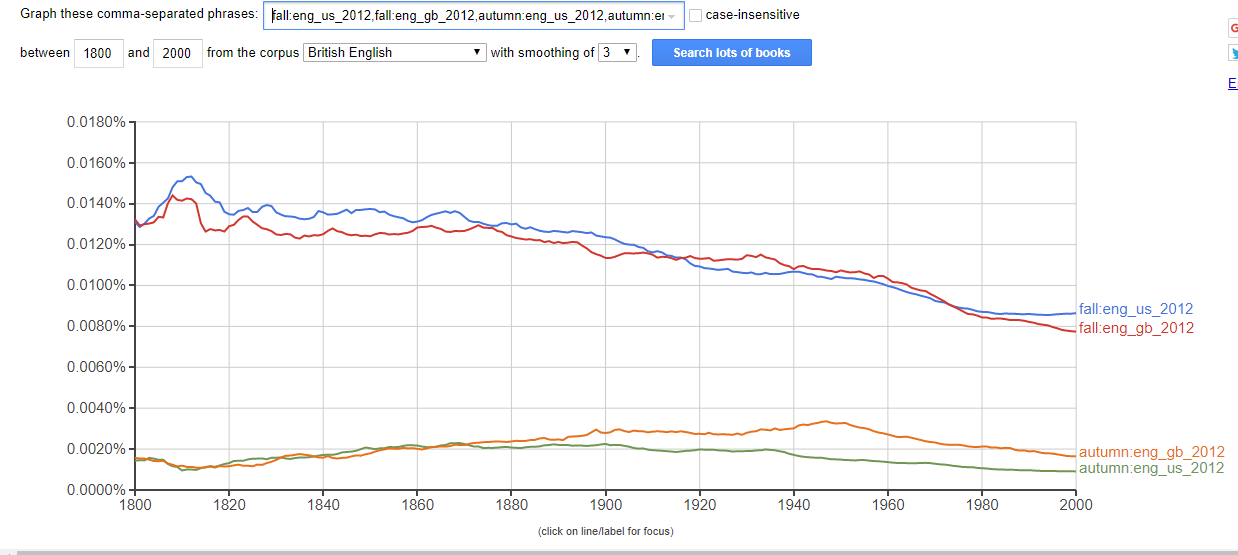 Graph these comma-separated phrases: fall:eng_us_2012,fall:eng_gb_2012,autumn:eng_us_2012,autumn:e case-insensitive
between 1800 and 2000 from the corpus British English with smoothing of 3 . Search lots of books
G
E
0.0180%
0.0160%
0.0140%
0.0120%
0.0100%
0.0080%
0.0060%
0.0040%
0.0020%
0.0000%
fall:eng_us_2012
fall:eng_gb_2012
autumn:eng_gb_2012
autumn:eng_us_2012
1800 1820 1840 1860 1880 1900 1920 1940 1960 1980 2000
(click on line/label for focus)